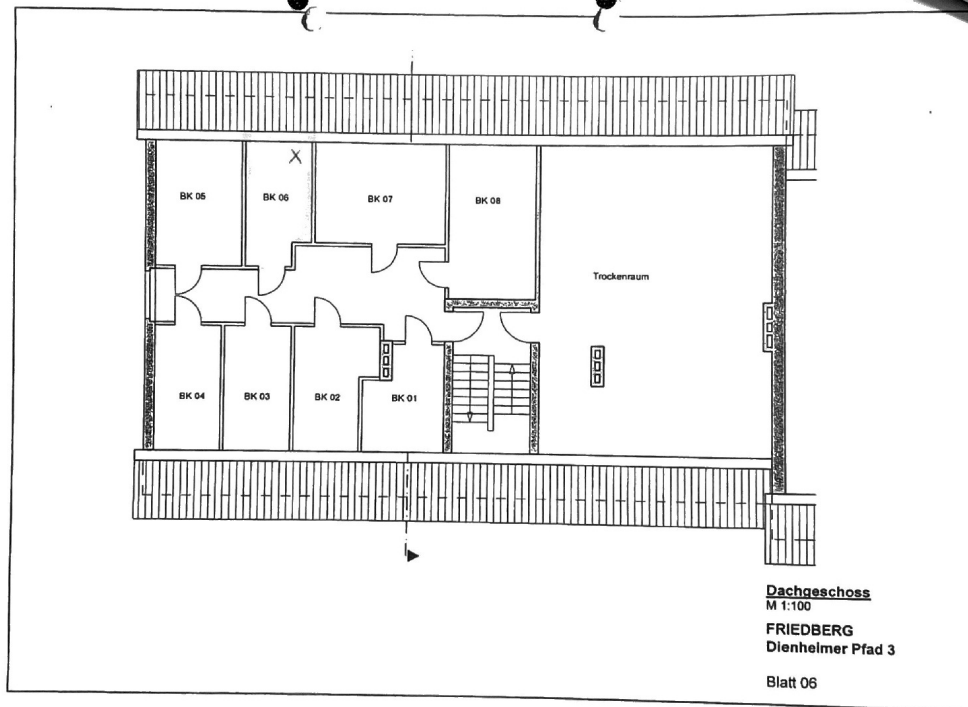 X
BK 05
BK 06
BK 07
BK 08
Trockenraum
BK 04
BK 03
BK 02
BK 01
Dachgeschoss
M 1:100
FRIEDBERG
Dienheimer Pfad 3
Blatt 06